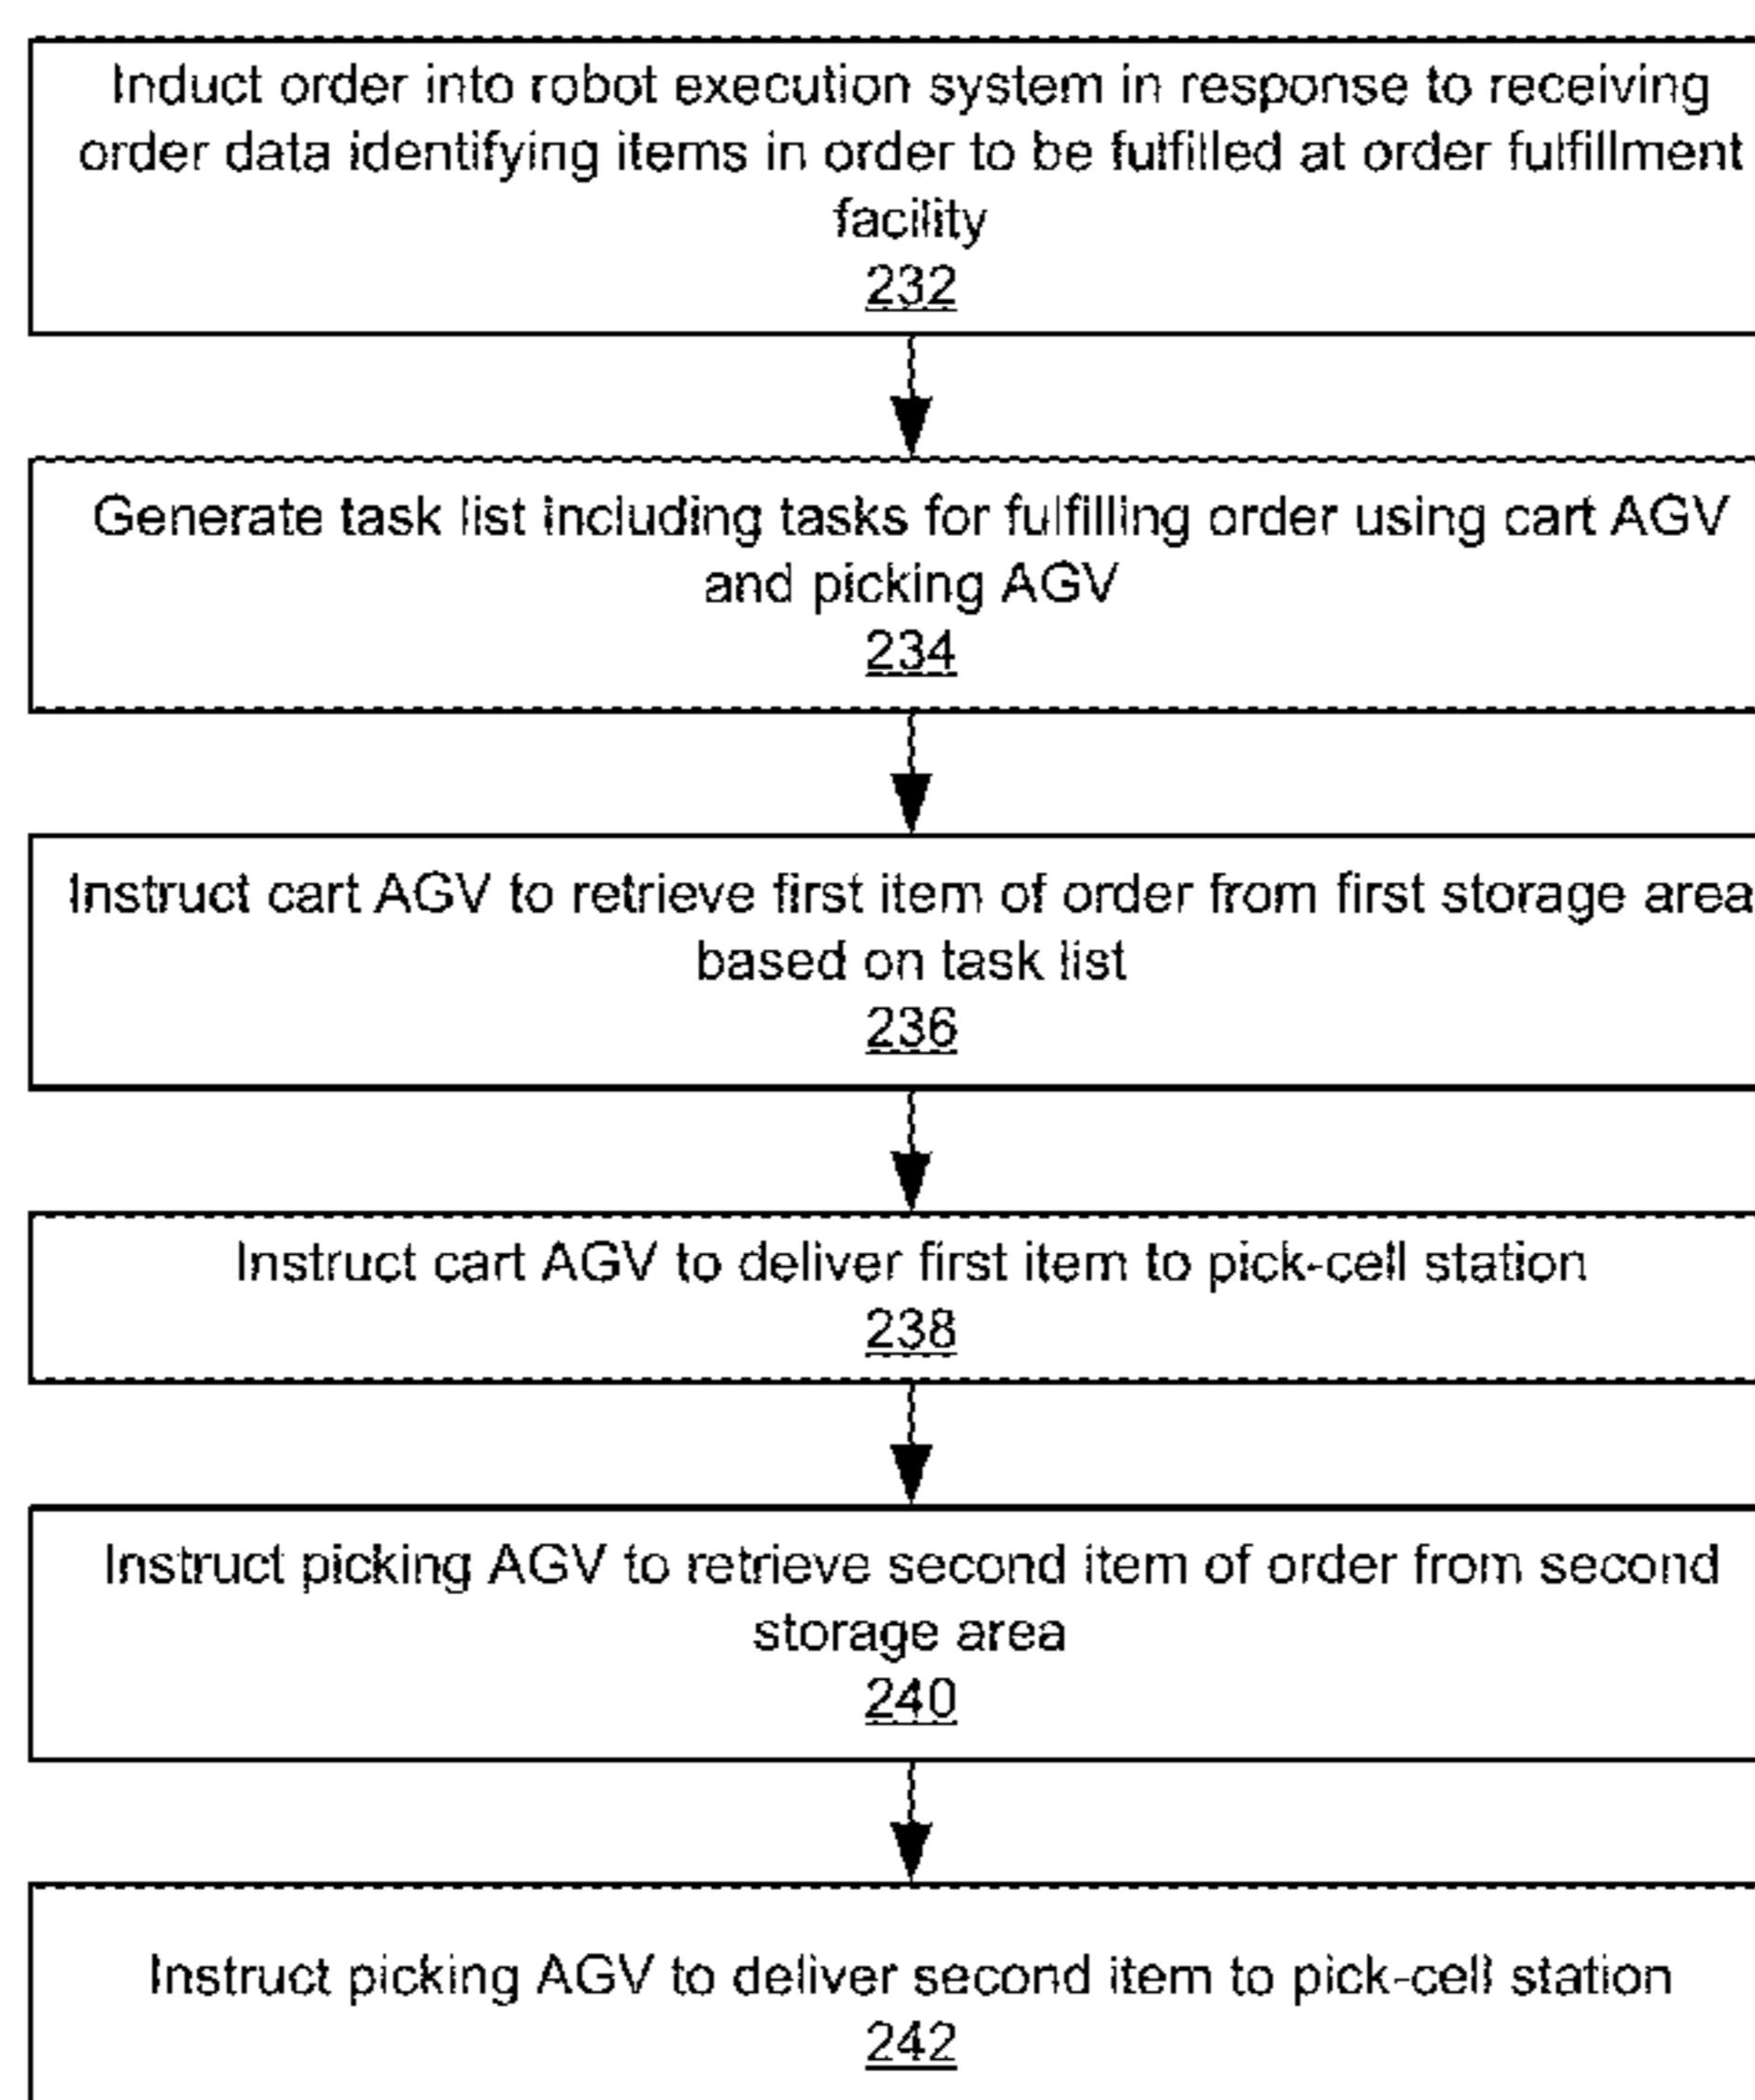 Induct order into robot execution system in response to receiving
order data identifying items in order to be fulfilled at order fulfillment
facility
232
Generate task list including tasks for fulfilling order using cart AGV
and picking AGV
234
Instruct cart AGV to retrieve first item of order from first storage area
based on task list
236
Instruct cart AGV to deliver first item to pick-cell station
238
Instruct picking AGV to retrieve second item of order from second
storage area
240
Instruct picking AGV to deliver second item to pick-cell station
242